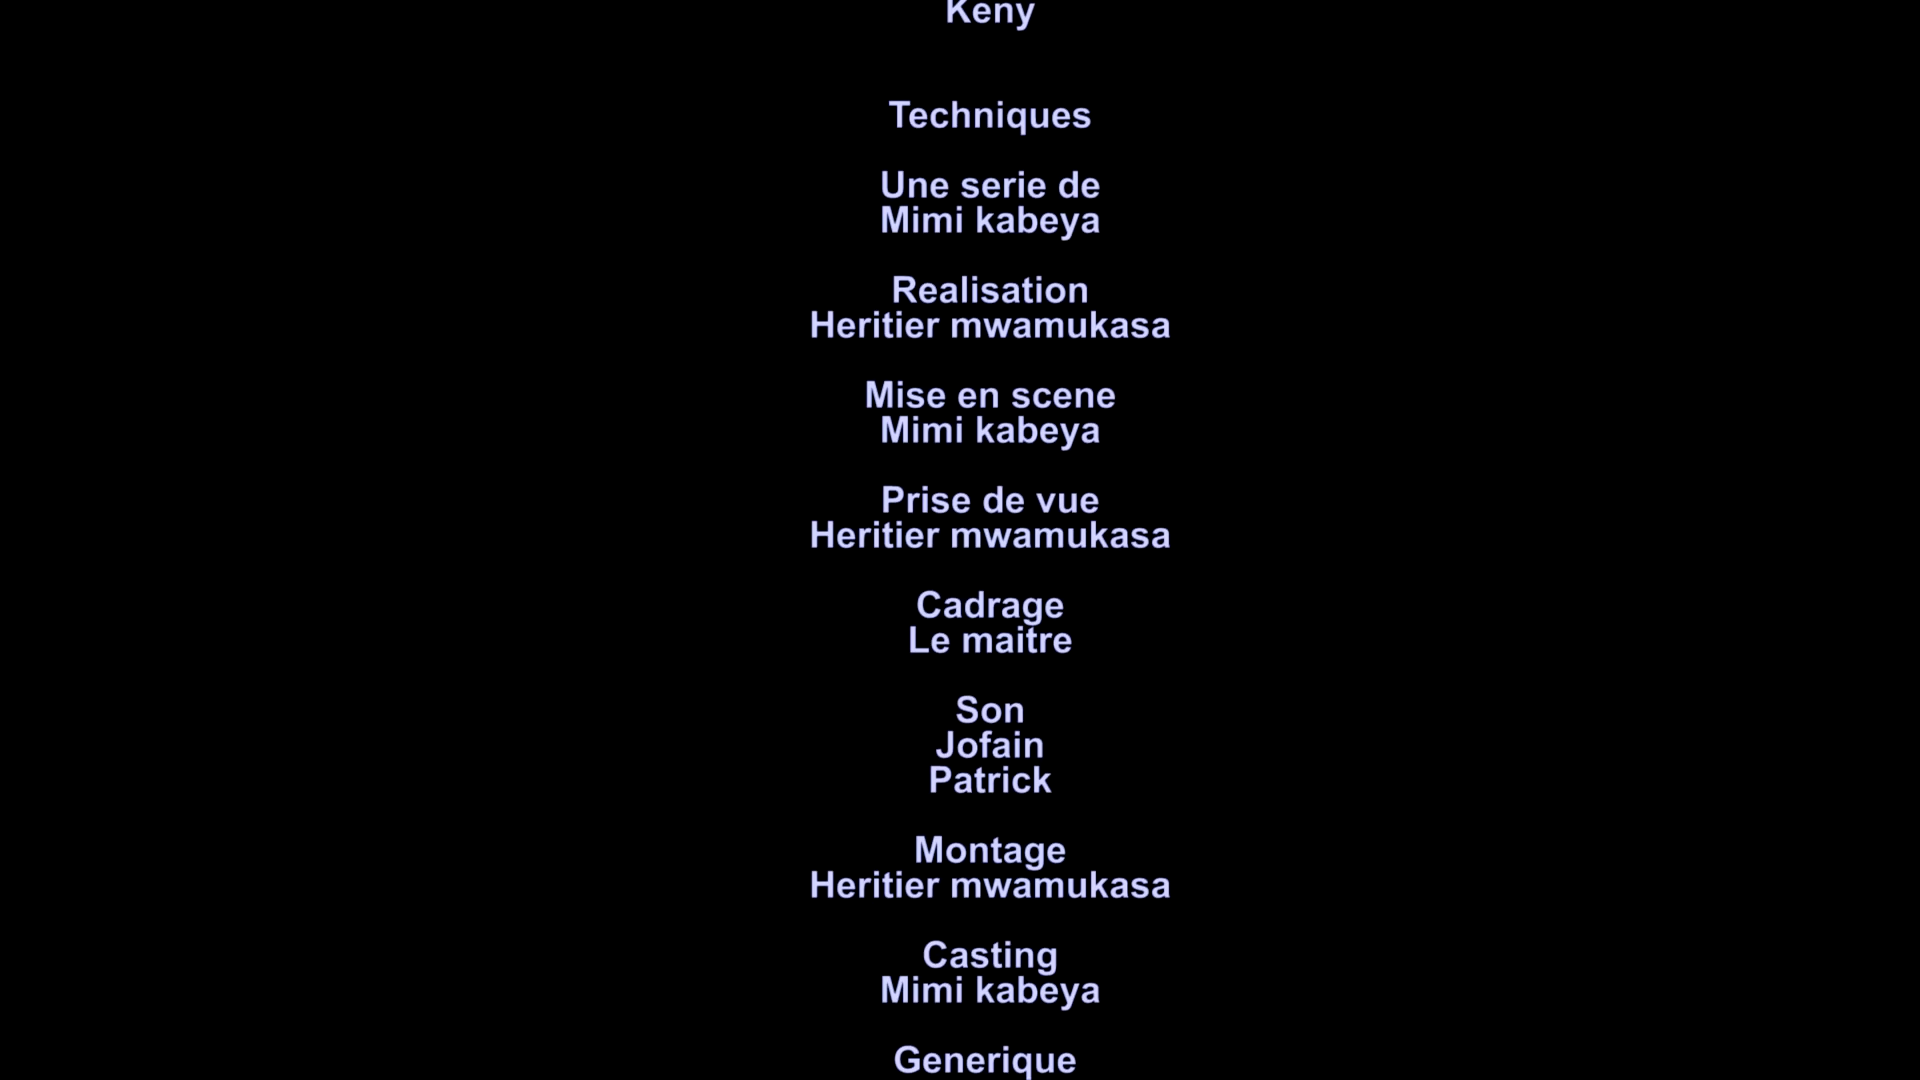 Keny
Techniques
Une serie de
Mimi kabeya
Realisation
Heritier mwamukasa
Mise en scene
Mimi kabeya
Prise de vue
Heritier mwamukasa
Cadrage
Le maitre
Son
Jofain
Patrick
Montage
Heritier mwamukasa
Casting
Mimi kabeya
Generique